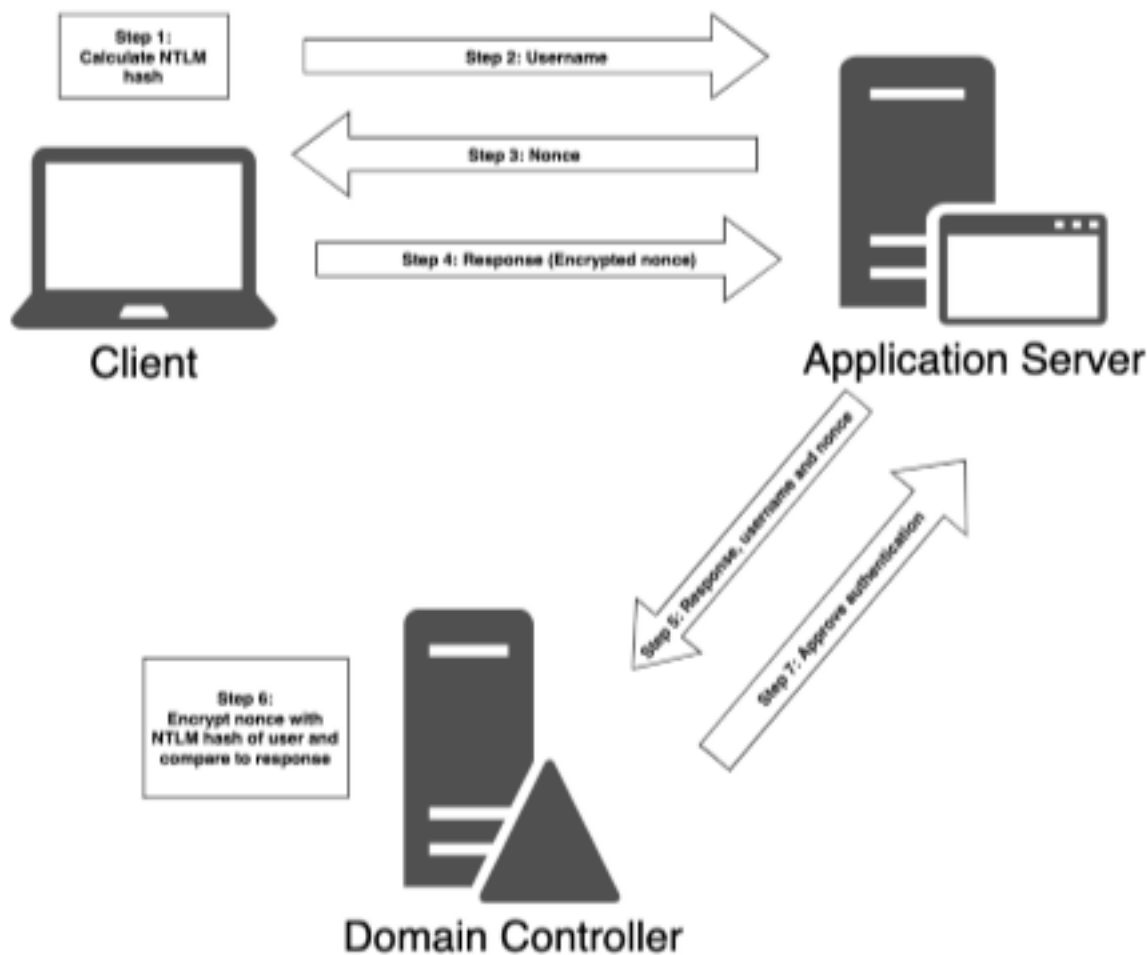 Step 1:
Calculate NTLM
hash
Step 2: Username
Step 3: Nonce
Step 4: Response (Encrypted nonce)
Client
Application Server
Step 5: Response, username and nonce
Step 7: Approve authentication
Step 6:
Encrypt nonce with
NTLM hash of user and
compare to response
Domain Controller